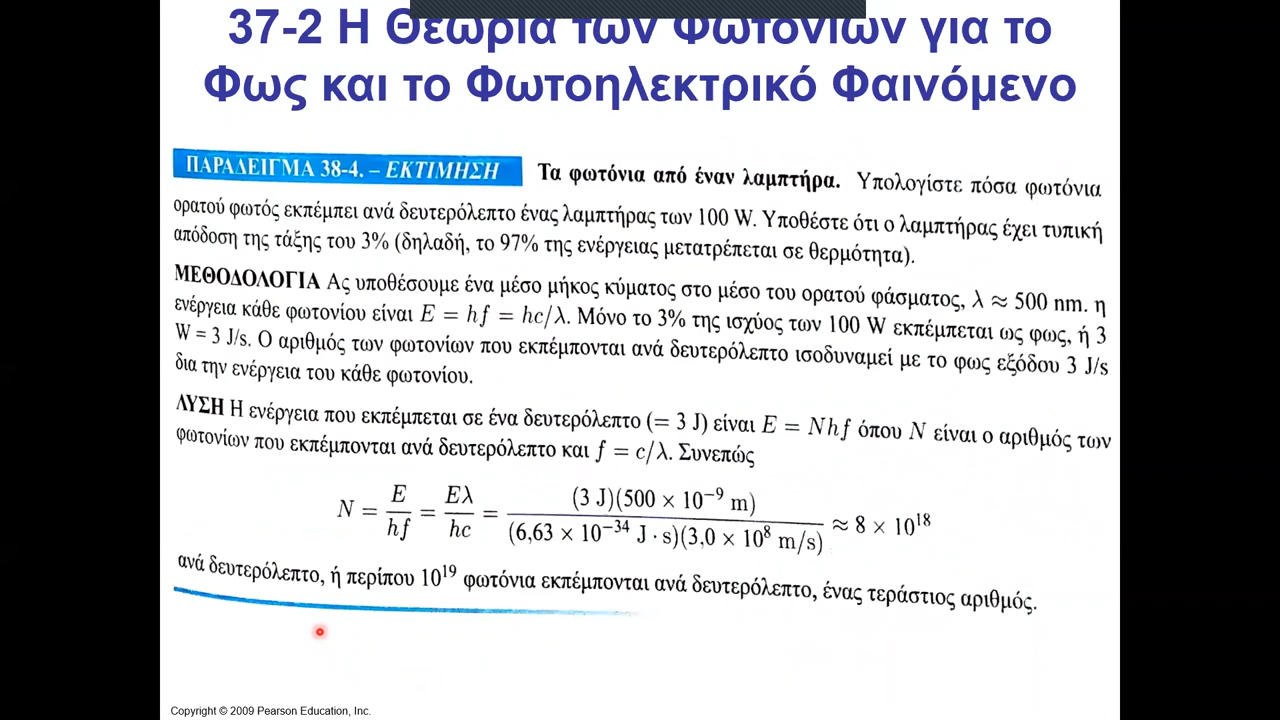 37-2 Η Θεωρία των Φωτονίων για το
Φως και το Φωτοηλεκτρικό Φαινόμενο
ΠΑΡΑΔΕΙΓΜΑ 38-4. – ΕΚΤΙΜΗΣΗ Τα φωτόνια από έναν λαμπτήρα. Υπολογίστε πόσα φωτόνια
ορατού φωτός εκπέμπει ανά δευτερόλεπτο ένας λαμπτήρας των 100 W. Υποθέστε ότι ο λαμπτήρας έχει τυπική
απόδοση της τάξης του 3% (δηλαδή, το 97% της ενέργειας μετατρέπεται σε θερμότητα).
ΜΕΘΟΔΟΛΟΓΙΑ Ας υποθέσουμε ένα μέσο μήκος κύματος στο μέσο του ορατού φάσματος, λ ≈ 500 nm. η
ενέργεια κάθε φωτονίου είναι E = hf = hc/λ. Μόνο το 3% της ισχύος των 100 W εκπέμπεται ως φως, ή 3
W = 3 J/s. Ο αριθμός των φωτονίων που εκπέμπονται ανά δευτερόλεπτο ισοδυναμεί με το φως εξόδου 3 J/s
δια την ενέργεια του κάθε φωτονίου.
ΛΥΣΗ Η ενέργεια που εκπέμπεται σε ένα δευτερόλεπτο (= 3 J) είναι E = Nhf όπου N είναι ο αριθμός των
φωτονίων που εκπέμπονται ανά δευτερόλεπτο και f = c/λ. Συνεπώς
N = E/hf = Eλ/hc = (3 J)(500 × 10⁻⁹ m)/(6,63 × 10⁻³⁴ J · s)(3,0 × 10⁸ m/s) ≈ 8 × 10¹⁸
ανά δευτερόλεπτο, ή περίπου 10¹⁹ φωτόνια εκπέμπονται ανά δευτερόλεπτο, ένας τεράστιος αριθμός.
Copyright © 2009 Pearson Education, Inc.